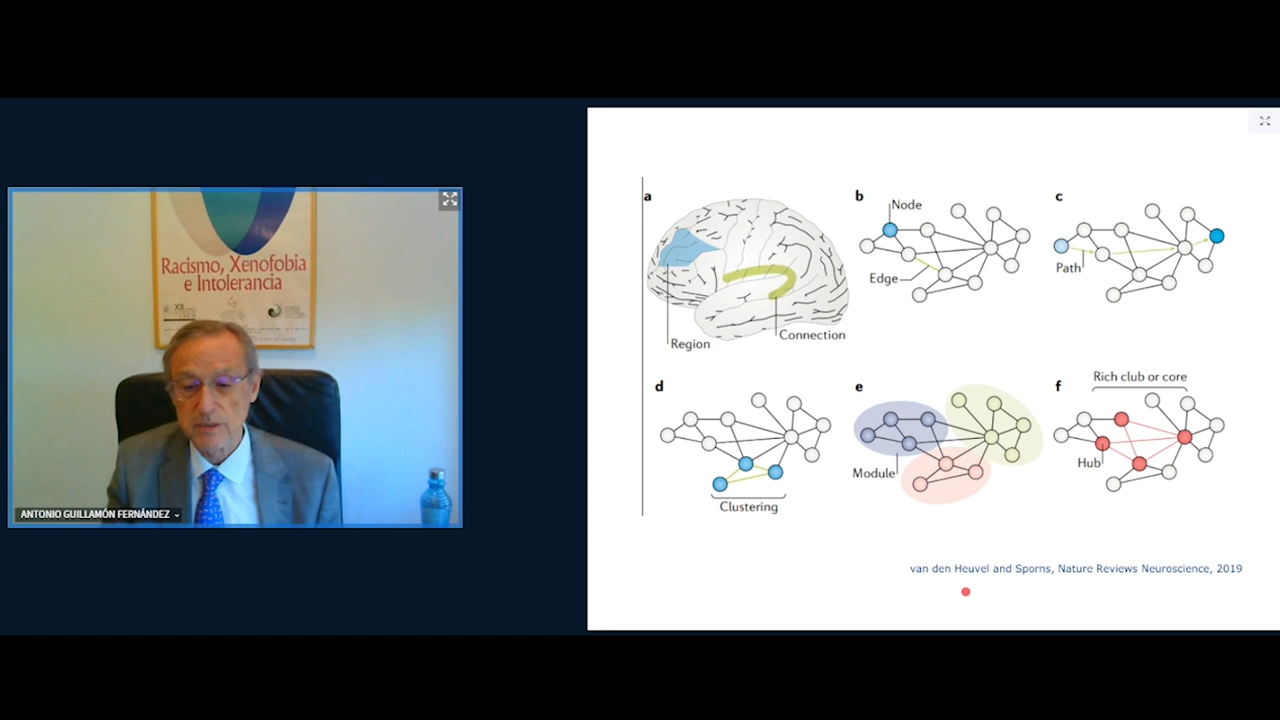 Racismo, Xenofobia
e Intolerancia
XII
ANTONIO GUILLAMÓN FERNÁNDEZ
a
Region
Connection
b
Node
Edge
c
Path
d
Clustering
e
Module
f
Rich club or core
Hub
van den Heuvel and Sporns, Nature Reviews Neuroscience, 2019